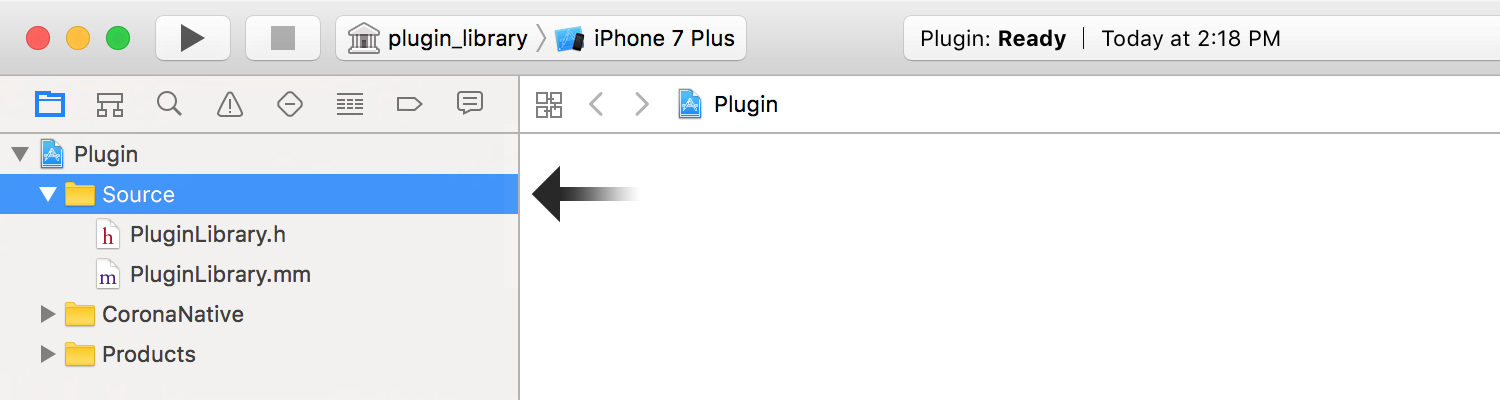 plugin_library
iPhone 7 Plus
Plugin: Ready
Today at 2:18 PM
Plugin
Plugin
Source
h PluginLibrary.h
m PluginLibrary.mm
CoronaNative
Products